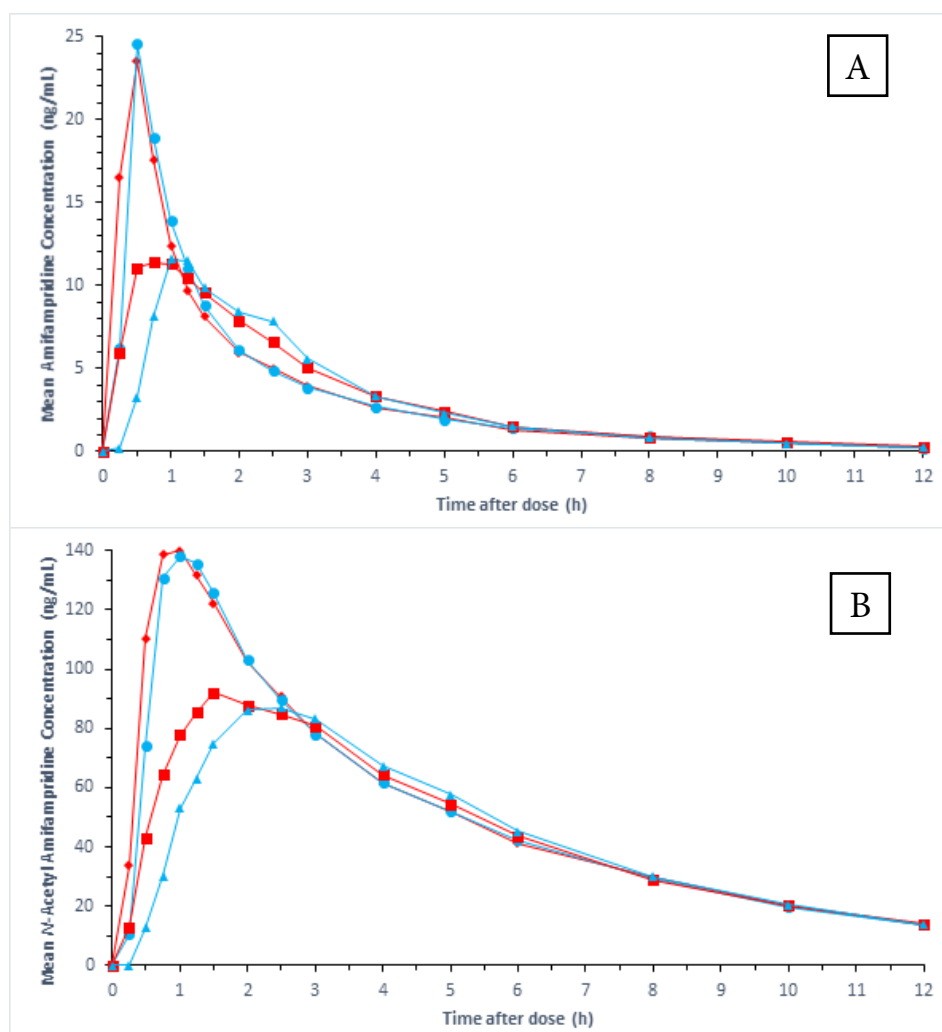 A
Mean Amifampridine Concentration (ng/mL)
25
20
15
10
5
0
0 1 2 3 4 5 6 7 8 9 10 11 12
Time after dose (h)
B
Mean N-Acetyl Amifampridine Concentration (ng/mL)
140
120
100
80
60
40
20
0
0 1 2 3 4 5 6 7 8 9 10 11 12
Time after dose (h)